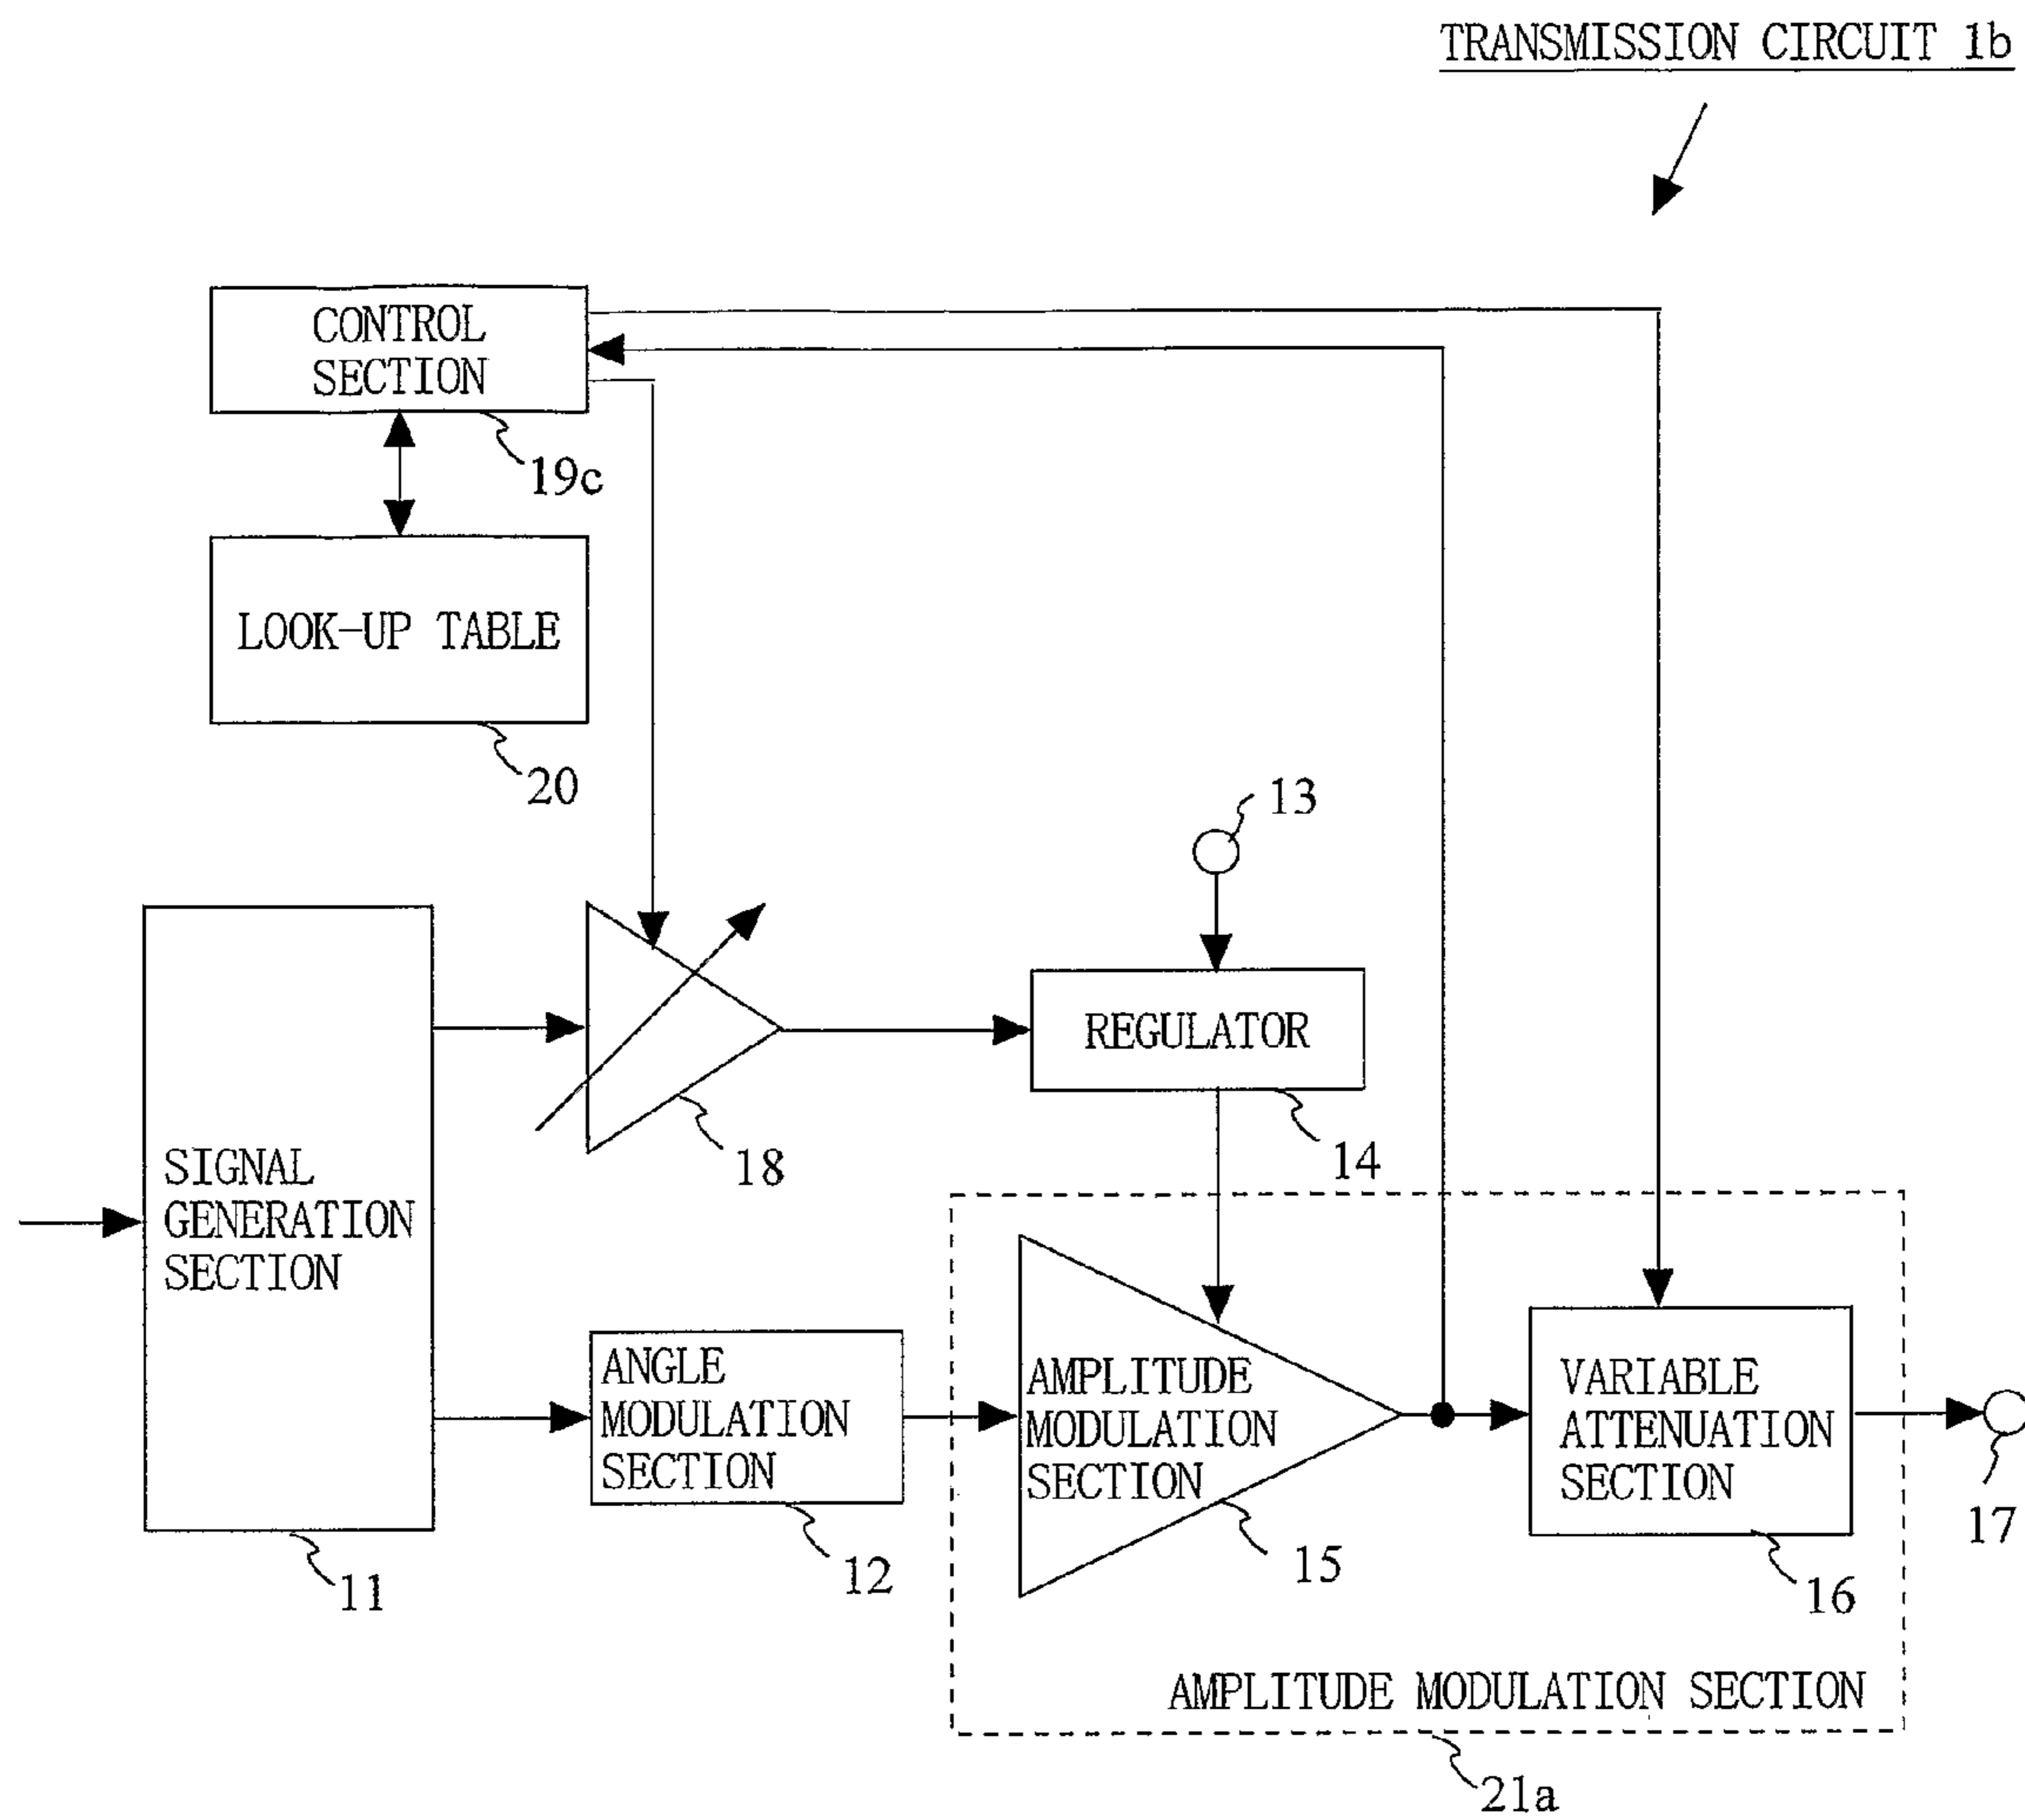 TRANSMISSION CIRCUIT 1b
CONTROL
SECTION
19c
LOOK-UP TABLE
20
13
REGULATOR
14
18
SIGNAL
GENERATION
SECTION
11
ANGLE
MODULATION
SECTION
12
AMPLITUDE
MODULATION
SECTION
15
VARIABLE
ATTENUATION
SECTION
16
17
AMPLITUDE MODULATION SECTION
21a